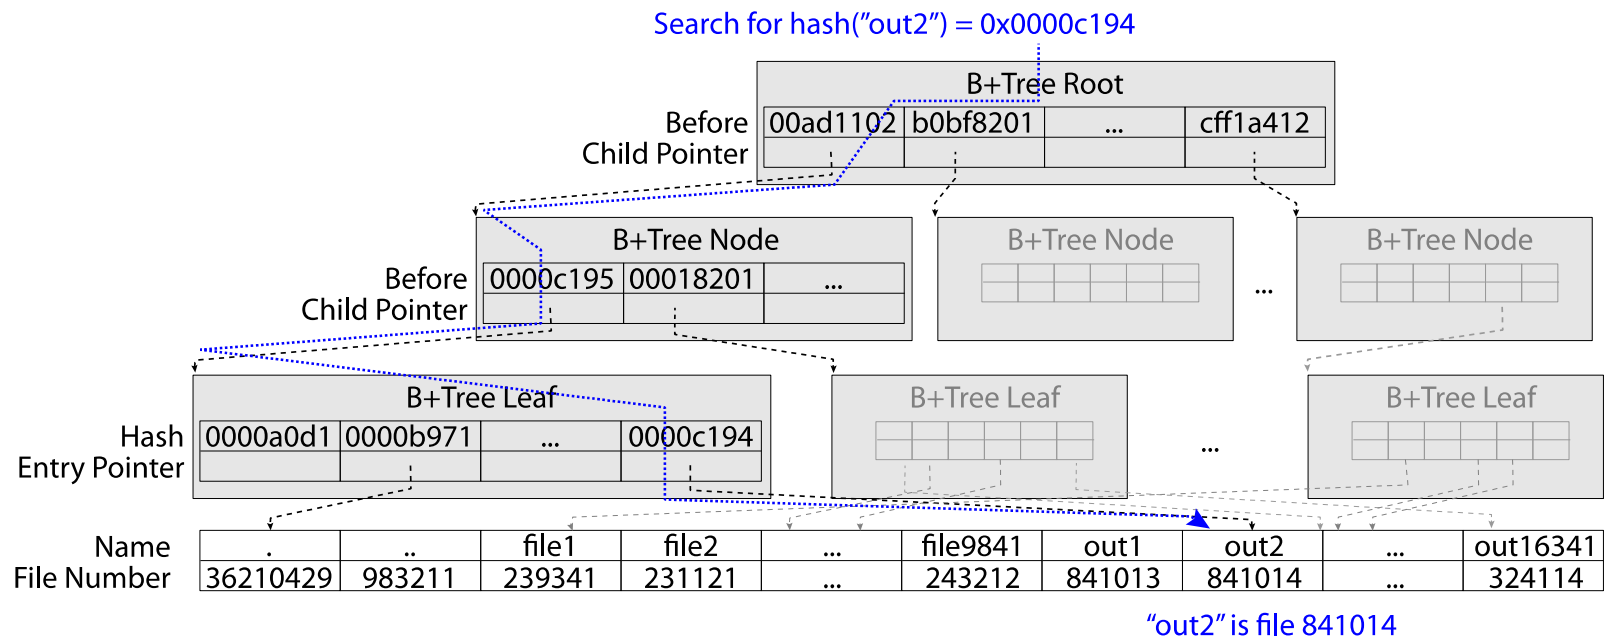 Search for hash("out2") = 0x0000c194
B+Tree Root
Before 00ad1102 b0bf8201 ... cff1a412
Child Pointer
B+Tree Node B+Tree Node B+Tree Node
Before 0000c195 00018201 ...
Child Pointer
...
B+Tree Leaf B+Tree Leaf B+Tree Leaf
Hash 0000a0d1 0000b971 ... 0000c194
Entry Pointer
...
Name . .. file1 file2 ... file9841 out1 out2 ... out16341
File Number 36210429 983211 239341 231121 ... 243212 841013 841014 ... 324114
"out2" is file 841014